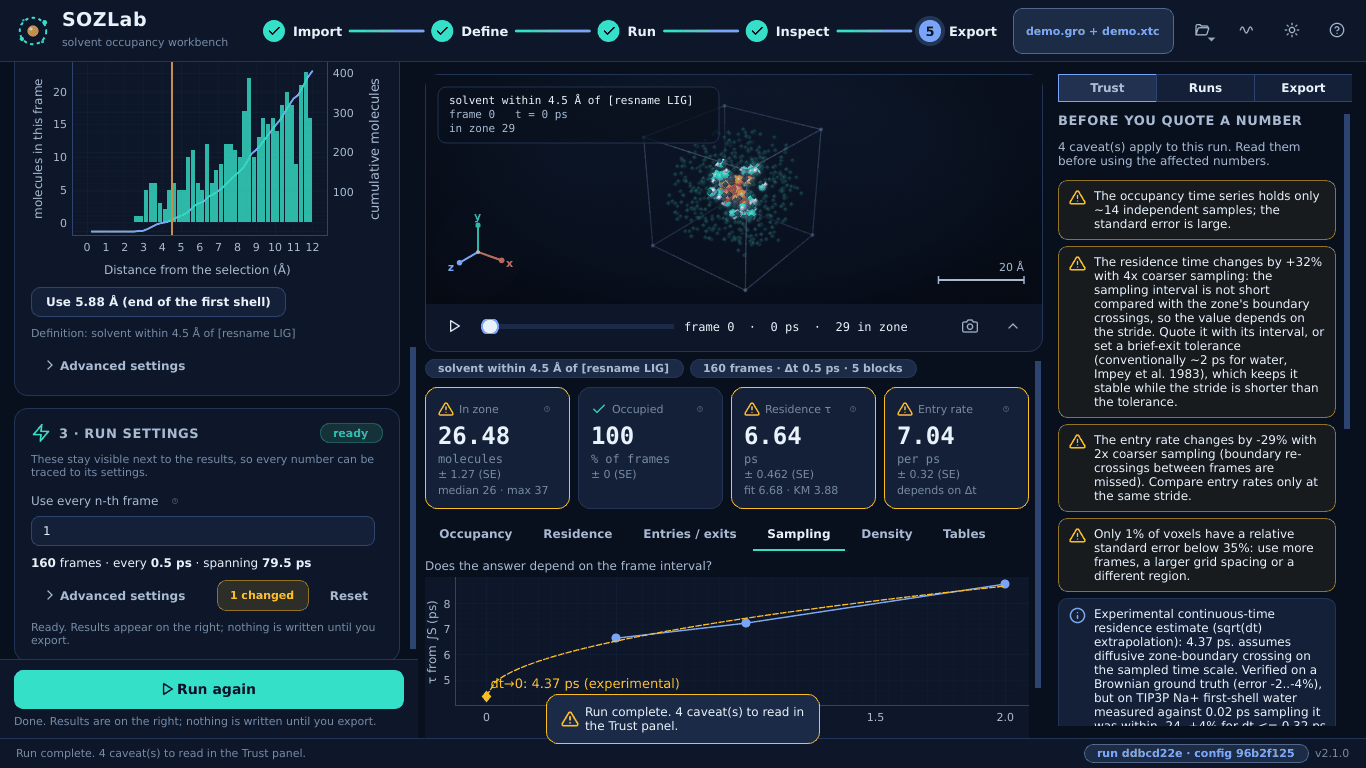 SOZLab
solvent occupancy workbench
Import
Define
Run
Inspect
5
Export
demo.gro + demo.xtc
molecules in this frame
20
15
10
5
0
400
300
200
100
cumulative molecules
0 1 2 3 4 5 6 7 8 9 10 11 12
Distance from the selection (Å)
Use 5.88 Å (end of the first shell)
Definition: solvent within 4.5 Å of [resname LIG]
Advanced settings
3 · RUN SETTINGS
ready
These stay visible next to the results, so every number can be
traced to its settings.
Use every n-th frame
1
160 frames · every 0.5 ps · spanning 79.5 ps
Advanced settings
1 changed
Reset
Ready. Results appear on the right; nothing is written until you
export.
Run again
Done. Results are on the right; nothing is written until export.
solvent within 4.5 Å of [resname LIG]
frame 0   t = 0 ps
in zone 29
y
z
x
20 Å
frame 0 · 0 ps · 29 in zone
solvent within 4.5 Å of [resname LIG]
160 frames · Δt 0.5 ps · 5 blocks
In zone
26.48
molecules
± 1.27 (SE)
median 26 · max 37
Occupied
100
% of frames
± 0 (SE)
Residence τ
6.64
ps
± 0.462 (SE)
fit 6.68 · KM 3.88
Entry rate
7.04
per ps
± 0.32 (SE)
depends on Δt
Occupancy
Residence
Entries / exits
Sampling
Density
Tables
Does the answer depend on the frame interval?
τ from ∫S (ps)
8
7
6
5
dt→0: 4.37 ps (experimental)
0
1.5
2.0
Run complete. 4 caveat(s) to read in
the Trust panel.
Trust
Runs
Export
BEFORE YOU QUOTE A NUMBER
4 caveat(s) apply to this run. Read them
before using the affected numbers.
The occupancy time series holds only
~14 independent samples; the
standard error is large.
The residence time changes by +32%
with 4x coarser sampling: the
sampling interval is not short
compared with the zone's boundary
crossings, so the value depends on
the stride. Quote it with its interval, or
set a brief-exit tolerance
(conventionally ~2 ps for water,
Impey et al. 1983), which keeps it
stable while the stride is shorter than
the tolerance.
The entry rate changes by -29% with
2x coarser sampling (boundary re-
crossings between frames are
missed). Compare entry rates only at
the same stride.
Only 1% of voxels have a relative
standard error below 35%: use more
frames, a larger grid spacing or a
different region.
Experimental continuous-time
residence estimate (sqrt(dt)
extrapolation): 4.37 ps. assumes
diffusive zone-boundary crossing on
the sampled time scale. Verified on a
Brownian ground truth (error -2..-4%),
but on TIP3P Na+ first-shell water
measured against 0.02 ps sampling it
Run complete. 4 caveat(s) to read in the Trust panel.
run ddbcd22e · config 96b2f125
v2.1.0